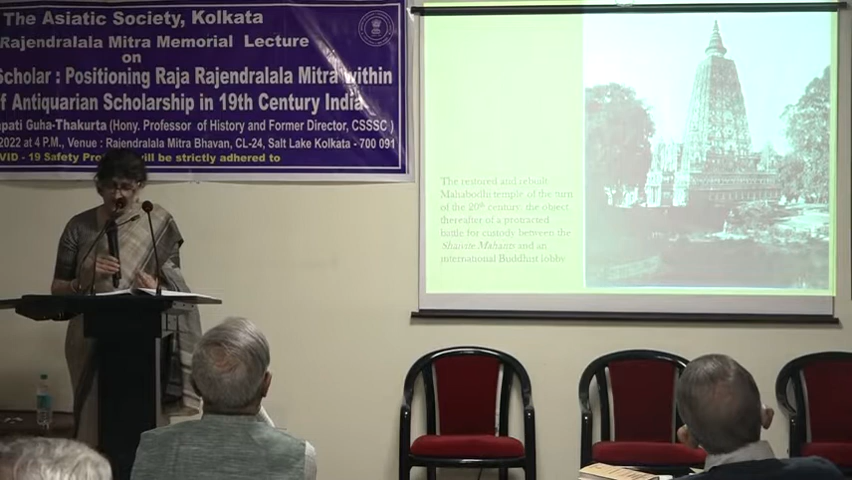 The Asiatic Society, Kolkata
Rajendralala Mitra Memorial Lecture
on
Scholar : Positioning Raja Rajendralala Mitra within
f Antiquarian Scholarship in 19th Century India
pati Guha-Thakurta (Hony. Professor of History and Former Director, CSSSC )
2022 at 4 P.M., Venue : Rajendralala Mitra Bhavan, CL-24, Salt Lake Kolkata - 700 091
VID - 19 Safety Pro will be strictly adhered to
The restored and rebuilt
Mahabodhi temple of the turn
of the 20th century, the object
thereafter of a protracted
battle for custody between the
Shaivite Mahants and an
international Buddhist lobby